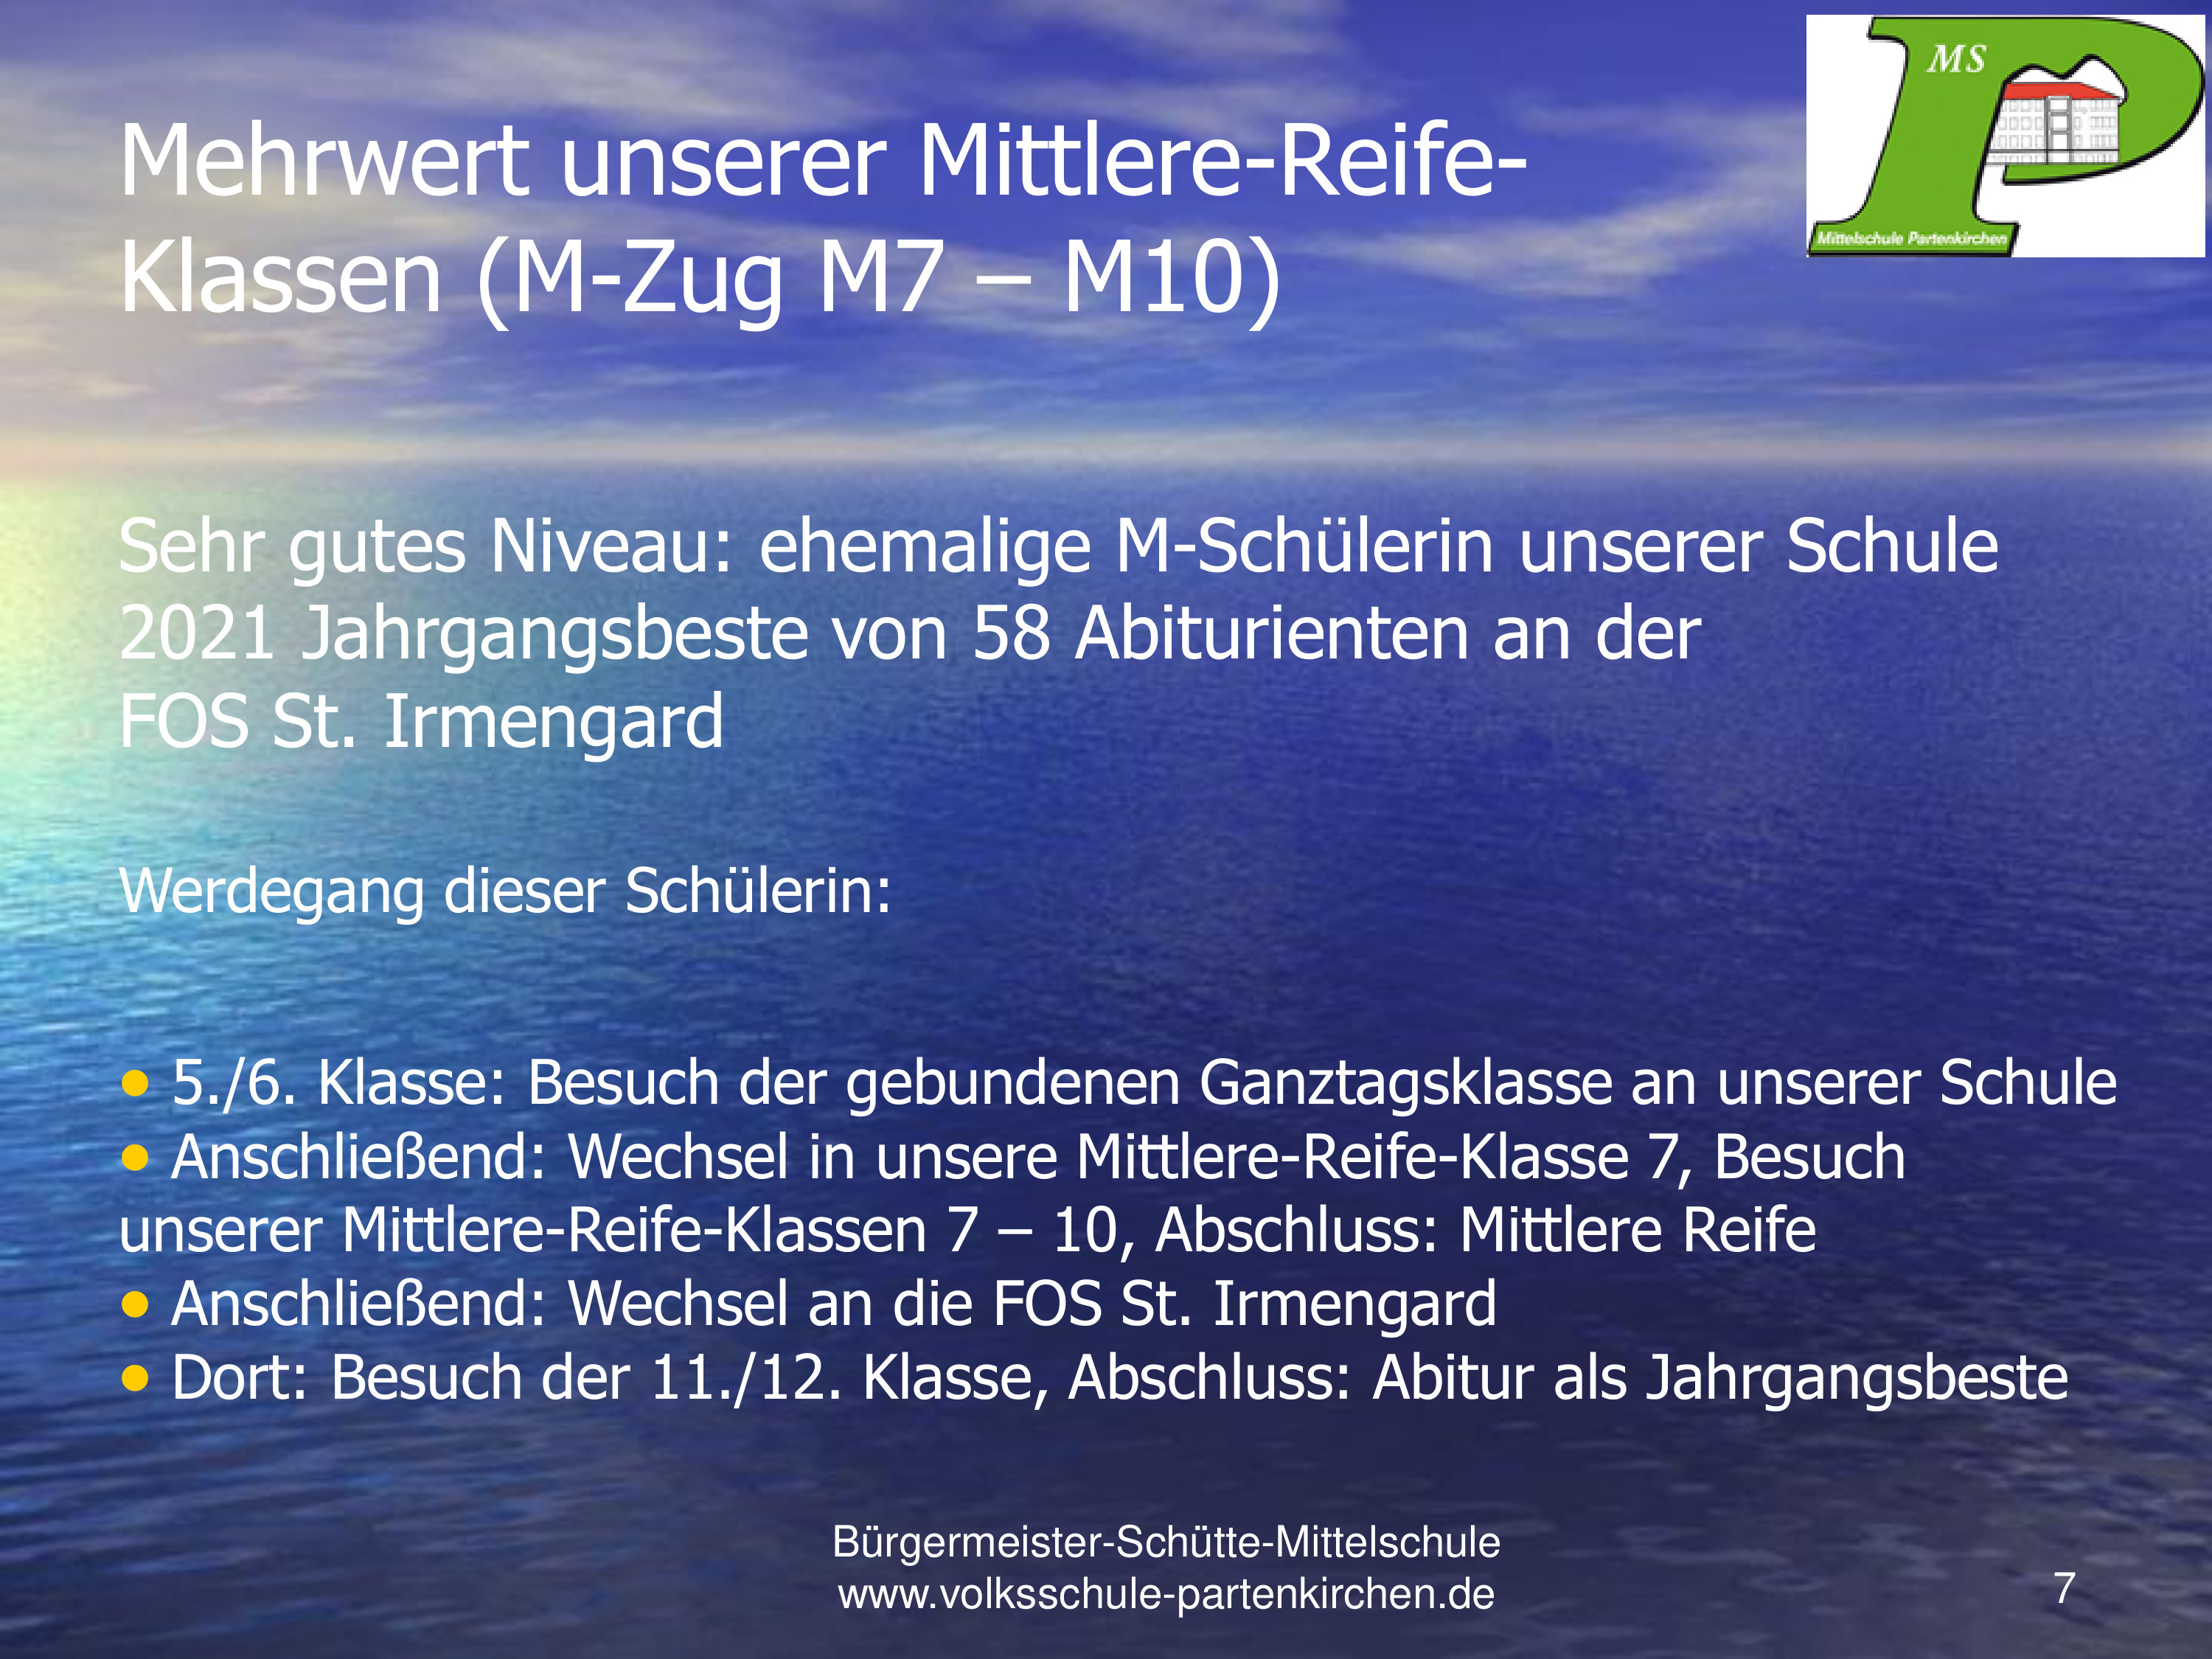 MS
Mittelschule Partenkirchen
Mehrwert unserer Mittlere-Reife-
Klassen (M-Zug M7 – M10)
Sehr gutes Niveau: ehemalige M-Schülerin unserer Schule
2021 Jahrgangsbeste von 58 Abiturienten an der
FOS St. Irmengard
Werdegang dieser Schülerin:
• 5./6. Klasse: Besuch der gebundenen Ganztagsklasse an unserer Schule
• Anschließend: Wechsel in unsere Mittlere-Reife-Klasse 7, Besuch
unserer Mittlere-Reife-Klassen 7 – 10, Abschluss: Mittlere Reife
• Anschließend: Wechsel an die FOS St. Irmengard
• Dort: Besuch der 11./12. Klasse, Abschluss: Abitur als Jahrgangsbeste
Bürgermeister-Schütte-Mittelschule
www.volksschule-partenkirchen.de
7